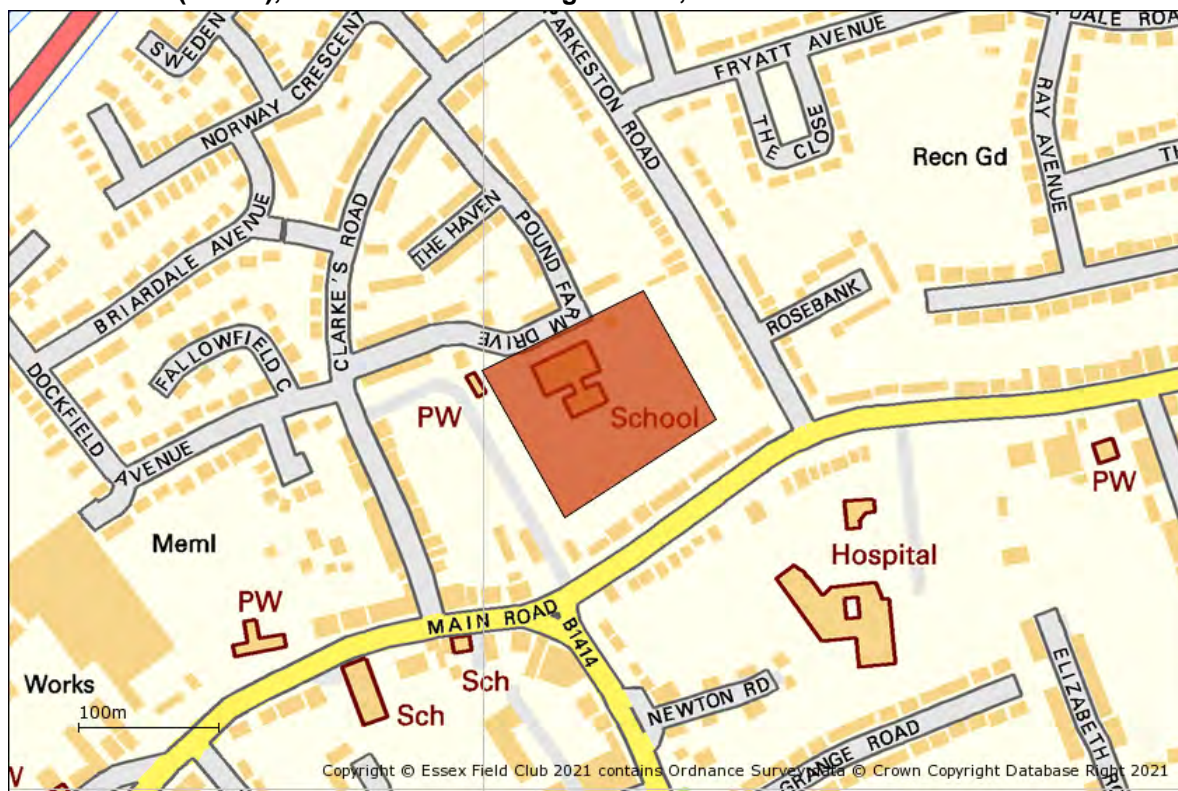 SWEDEN
NORWAY CRESCENT
PARKESTON ROAD
FRYATT AVENUE
THE CLOSE
Recn Gd
RAY AVENUE
BRIARDALE AVENUE
CLARKE'S ROAD
THE HAVEN
POUND FARM DRIVE
ROSEBANK
FALLOWFIELD C
DOCKFIELD
AVENUE
PW
School
PW
Meml
Hospital
PW
MAIN ROAD
B1414
Works
Sch
Sch
100m
NEWTON RD
GRANGE ROAD
ELIZABETH RO
Copyright © Essex Field Club 2021 contains Ordnance Survey data © Crown Copyright Database Right 2021